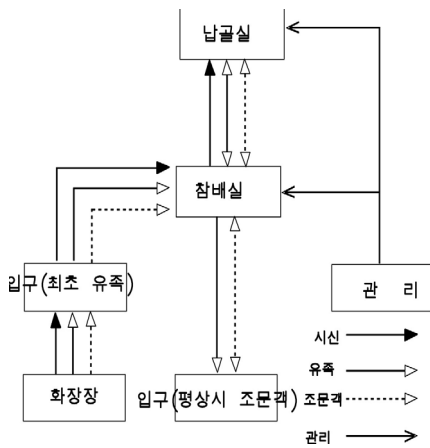 납골실
참배실
입구(최초 유족)
관 리
시신
유족
화장장
입구(평상시 조문객)
조문객
관리